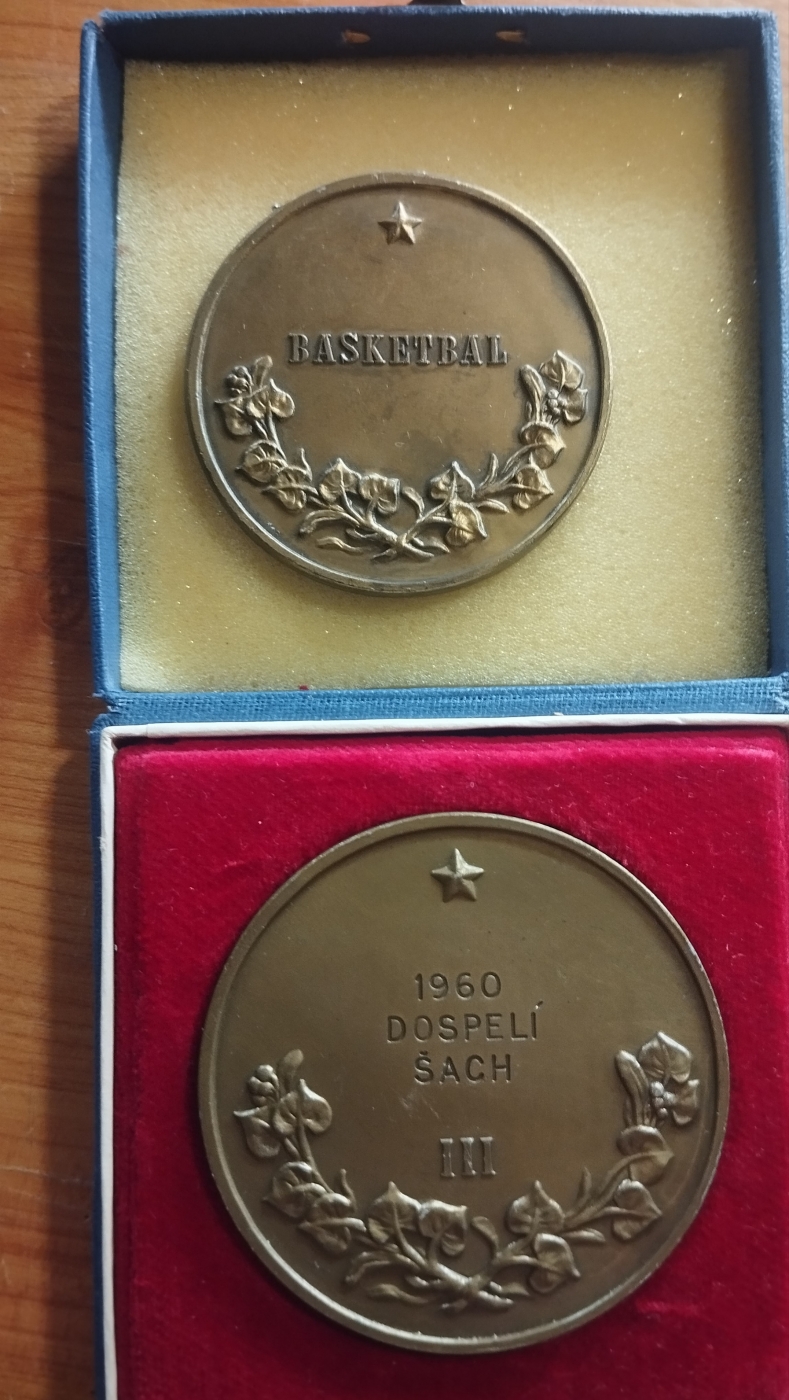 BASKETBAL
1960
DOSPELÍ
ŠACH
III